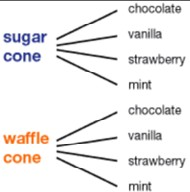 chocolate
sugar
cone
vanilla
strawberry
mint
chocolate
waffle
cone
vanilla
strawberry
mint